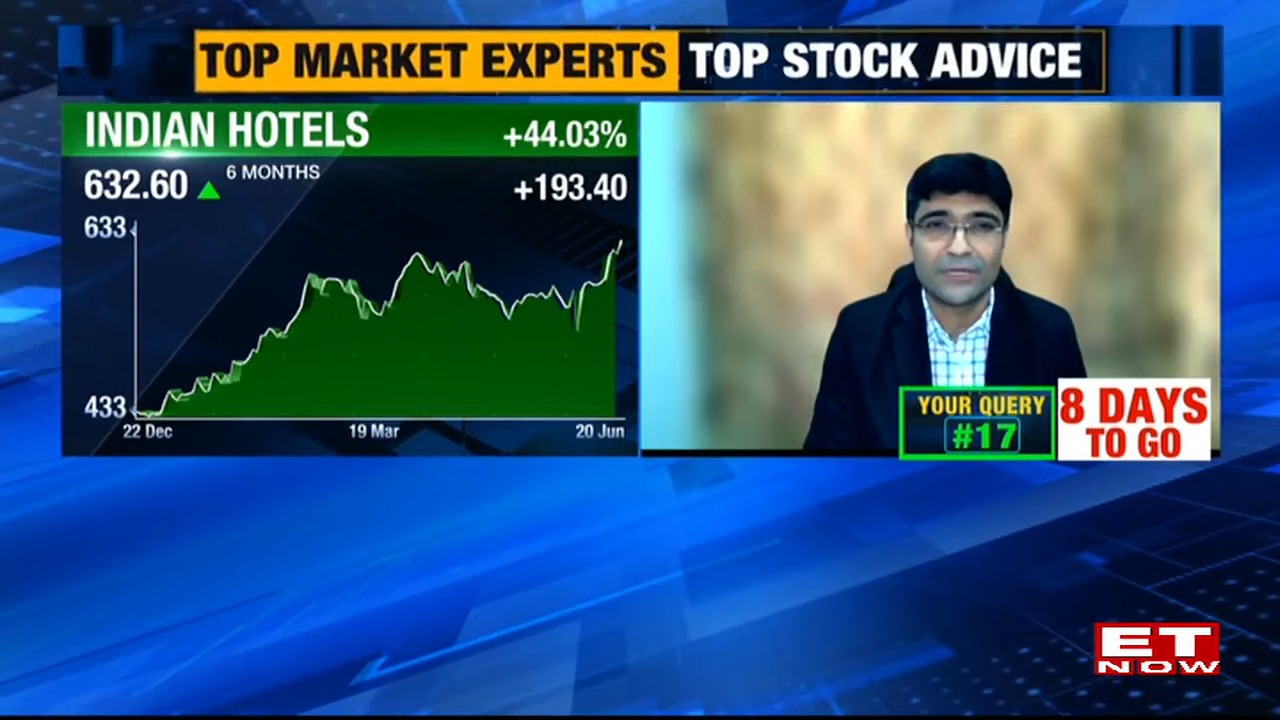 TOP MARKET EXPERTS TOP STOCK ADVICE
INDIAN HOTELS +44.03%
632.60 6 MONTHS +193.40
633
433
22 Dec 19 Mar 20 Jun
YOUR QUERY
#17
8 DAYS
TO GO
ET
NOW